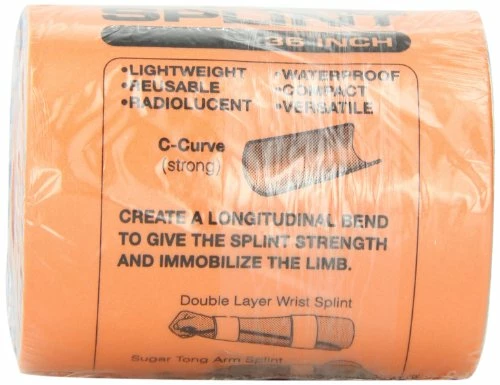 SPLINT
36 INCH
•LIGHTWEIGHT •WATERPROOF
•REUSABLE •COMPACT
•RADIOLUCENT •VERSATILE
C-Curve
(strong)
CREATE A LONGITUDINAL BEND
TO GIVE THE SPLINT STRENGTH
AND IMMOBILIZE THE LIMB.
Double Layer Wrist Splint
Sugar Tong Arm Splint